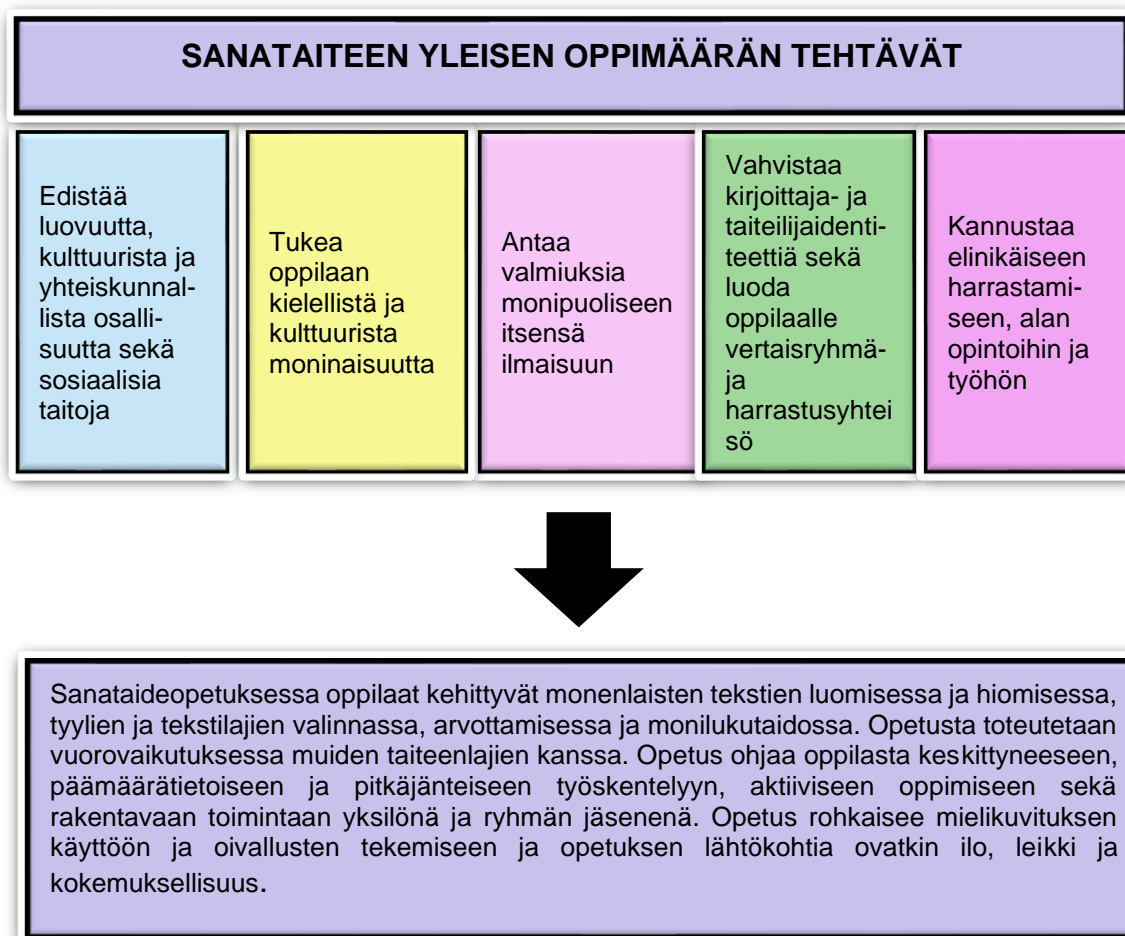 SANATAITEEN YLEISEN OPPIMÄÄRÄN TEHTÄVÄT
Edistää
luovuutta,
kulttuurista ja
yhteiskunnal-
lista osalli-
suutta sekä
sosiaalisia
taitoja
Tukea
oppilaan
kielellistä ja
kulttuurista
moninaisuutta
Antaa
valmiuksia
monipuoliseen
itsensä
ilmaisuun
Vahvistaa
kirjoittaja- ja
taiteilijaidenti-
teettiä sekä
luoda
oppilaalle
vertaisryhmä-
ja
harrastusyhtei
sö
Kannustaa
elinikäiseen
harrastami-
seen, alan
opintoihin ja
työhön
Sanataideopetuksessa oppilaat kehittyvät monenlaisten tekstien luomisessa ja hiomisessa,
tyylien ja tekstilajien valinnassa, arvottamisessa ja monilukutaidossa. Opetusta toteutetaan
vuorovaikutuksessa muiden taiteenlajien kanssa. Opetus ohjaa oppilasta keskittyneeseen,
päämäärätietoiseen ja pitkäjänteiseen työskentelyyn, aktiiviseen oppimiseen sekä
rakentavaan toimintaan yksilönä ja ryhmän jäsenenä. Opetus rohkaisee mielikuvituksen
käyttöön ja oivallusten tekemiseen ja opetuksen lähtökohtia ovatkin ilo, leikki ja
kokemuksellisuus.